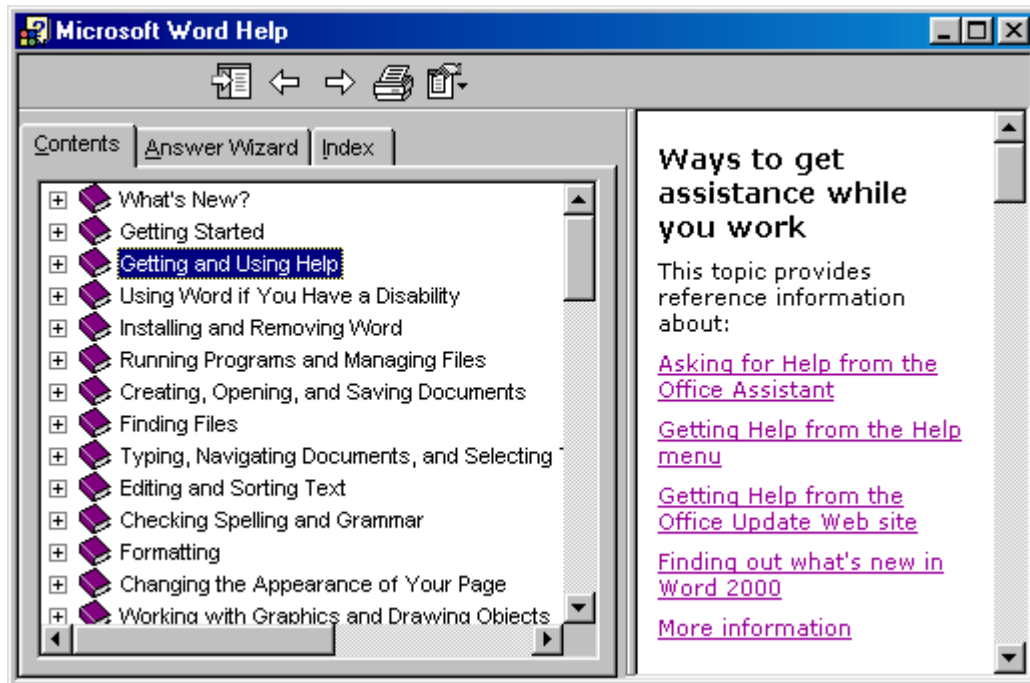 Microsoft Word Help
Contents
Answer Wizard
Index
What's New?
Getting Started
Getting and Using Help
Using Word if You Have a Disability
Installing and Removing Word
Running Programs and Managing Files
Creating, Opening, and Saving Documents
Finding Files
Typing, Navigating Documents, and Selecting
Editing and Sorting Text
Checking Spelling and Grammar
Formatting
Changing the Appearance of Your Page
Working with Graphics and Drawing Objects
Ways to get
assistance while
you work
This topic provides
reference information
about:
Asking for Help from the
Office Assistant
Getting Help from the Help
menu
Getting Help from the
Office Update Web site
Finding out what's new in
Word 2000
More information